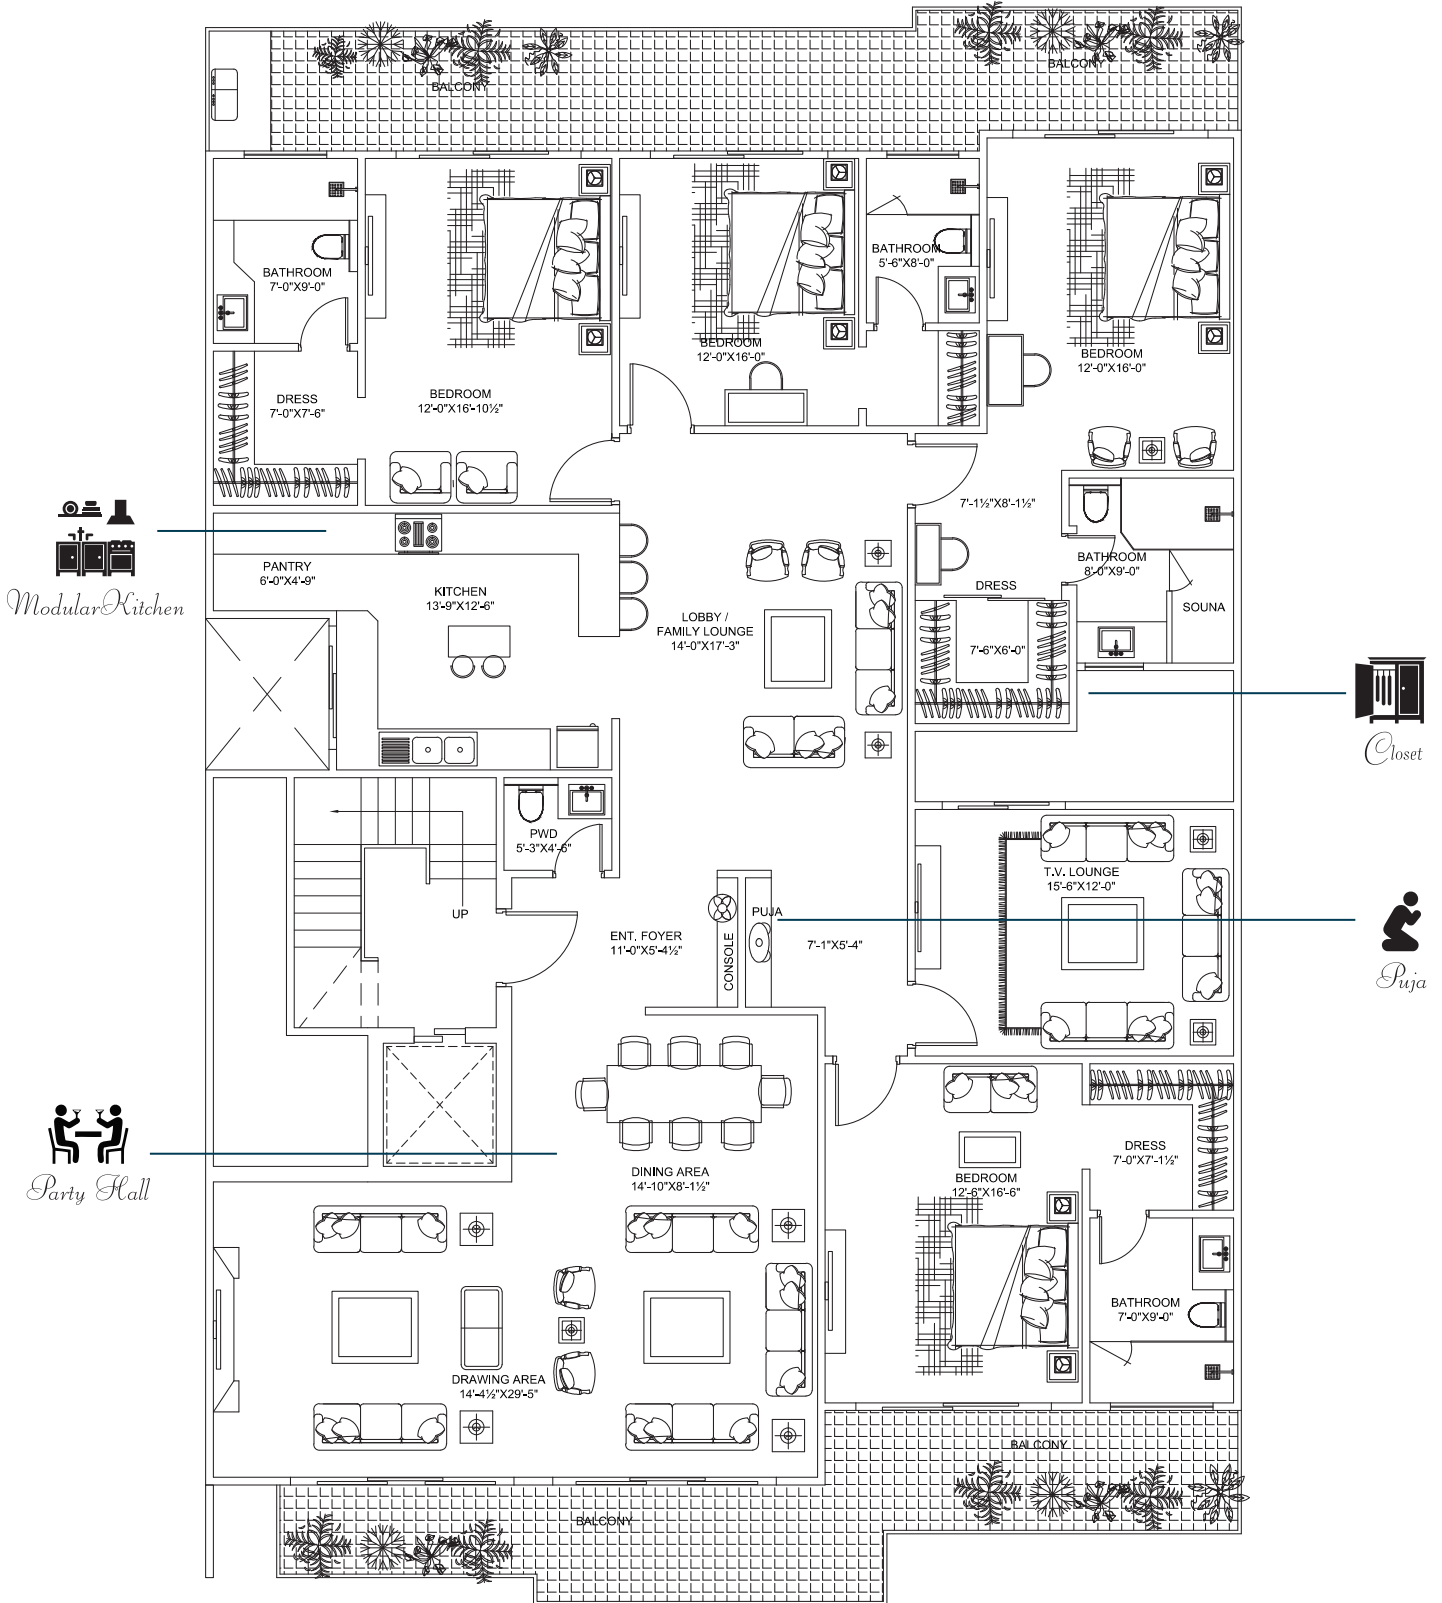 BALCONY
BALCONY
BATHROOM
7'-0"X9'-0"
BATHROOM
5'-6"X8'-0"
BEDROOM
12'-0"X16'-0"
BEDROOM
12'-0"X16'-0"
BEDROOM
12'-0"X16'-10½"
DRESS
7'-0"X7'-6"
7'-1½"X8'-1½"
PANTRY
6'-0"X4'-9"
KITCHEN
13'-9"X12'-6"
BATHROOM
8'-0"X9'-0"
DRESS
SOUNA
Modular Kitchen
LOBBY /
FAMILY LOUNGE
14'-0"X17'-3"
7'-6"X6'-0"
Closet
PWD
5'-3"X4'-6"
T.V. LOUNGE
15'-6"X12'-0"
UP
PUJA
ENT. FOYER
11'-0"X5'-4½"
CONSOLE
7'-1"X5'-4"
Puja
DRESS
7'-0"X7'-1½"
Party Hall
DINING AREA
14'-10"X8'-1½"
BEDROOM
12'-6"X16'-6"
BATHROOM
7'-0"X9'-0"
DRAWING AREA
14'-4½"X29'-5"
BALCONY
BALCONY